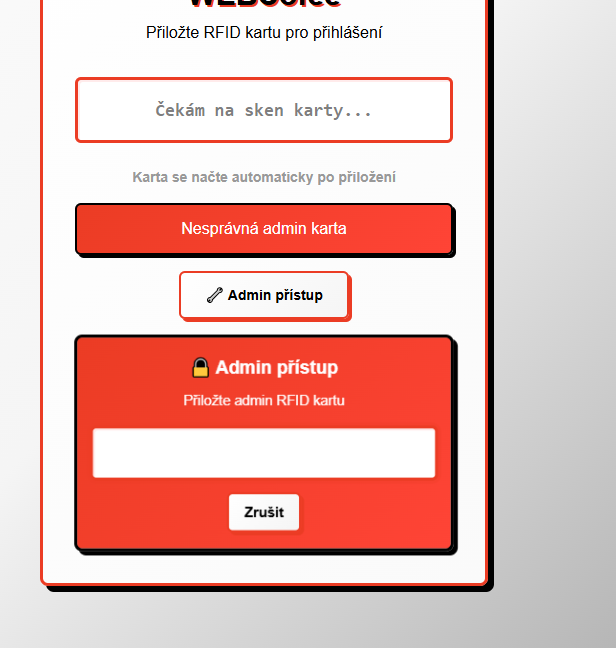 Přiložte RFID kartu pro přihlášení
Čekám na sken karty...
Karta se načte automaticky po přiložení
Nesprávná admin karta
Admin přístup
Admin přístup
Přiložte admin RFID kartu
Zrušit